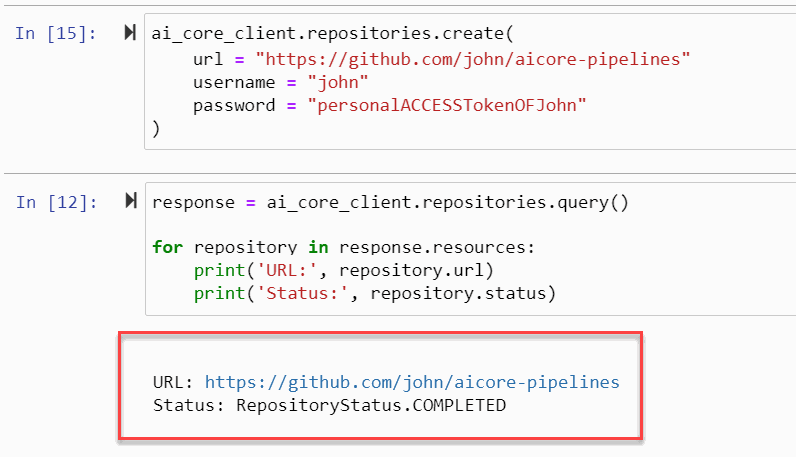 In [15]: ai_core_client.repositories.create(
    url = "https://github.com/john/aicore-pipelines"
    username = "john"
    password = "personalACCESSTokenOFJohn"
)
In [12]: response = ai_core_client.repositories.query()
for repository in response.resources:
    print('URL:', repository.url)
    print('Status:', repository.status)
URL: https://github.com/john/aicore-pipelines
Status: RepositoryStatus.COMPLETED